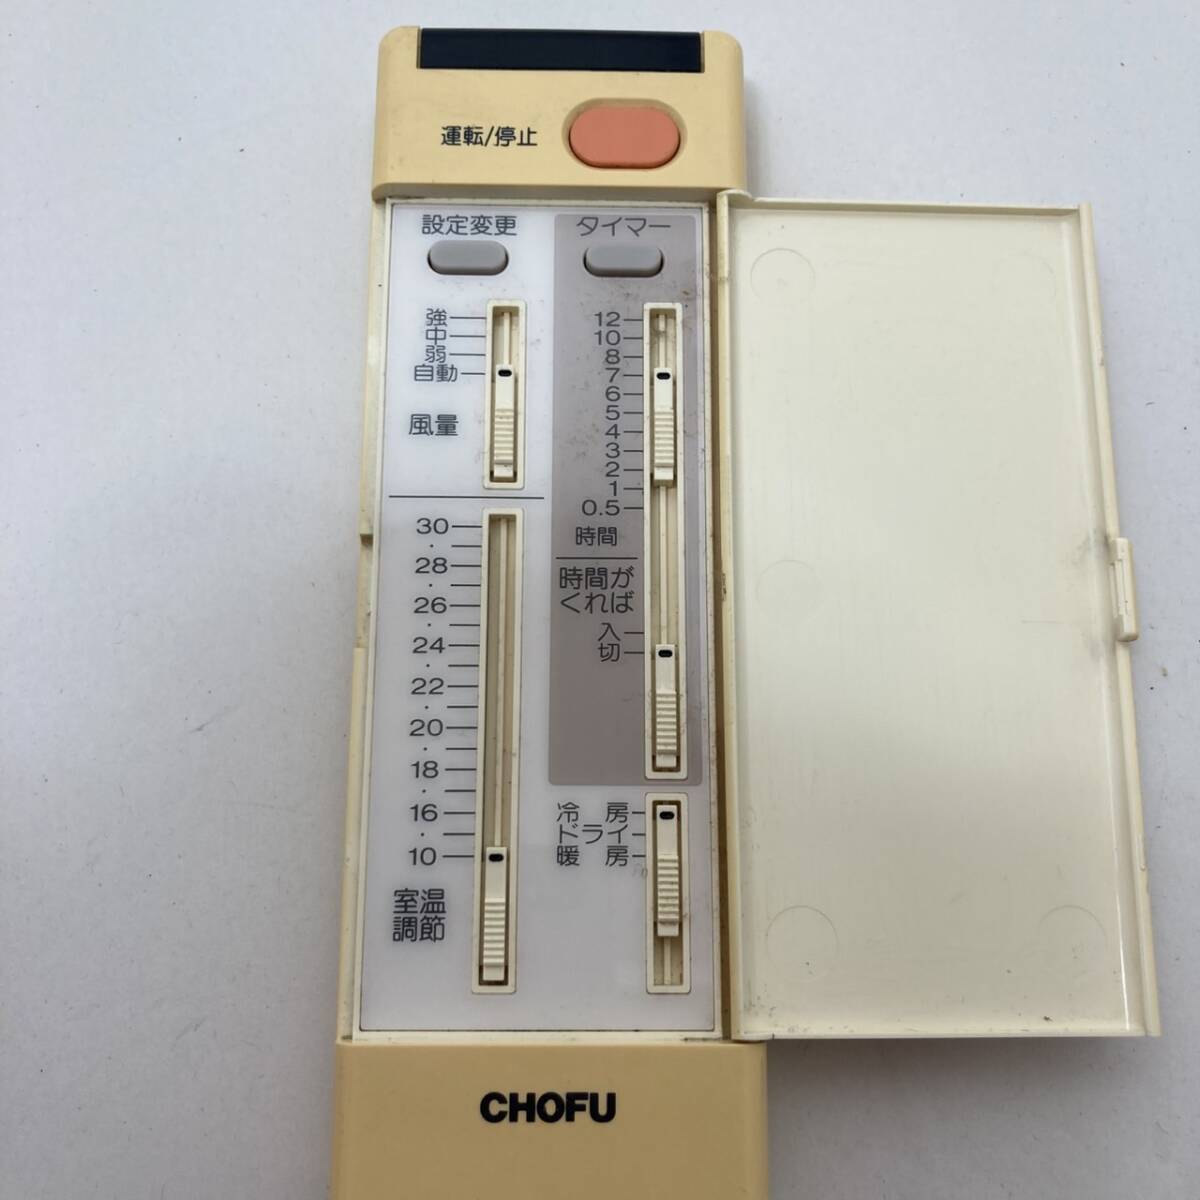 運転/停止
設定変更
強
中
弱
自動
風量
30
28
26
24
22
20
18
16
10
室温
調節
タイマー
12
10
8
7
6
5
4
3
2
1
0.5
時間
時間が
くれば
入
切
冷 房
ドライ
暖 房
CHOFU